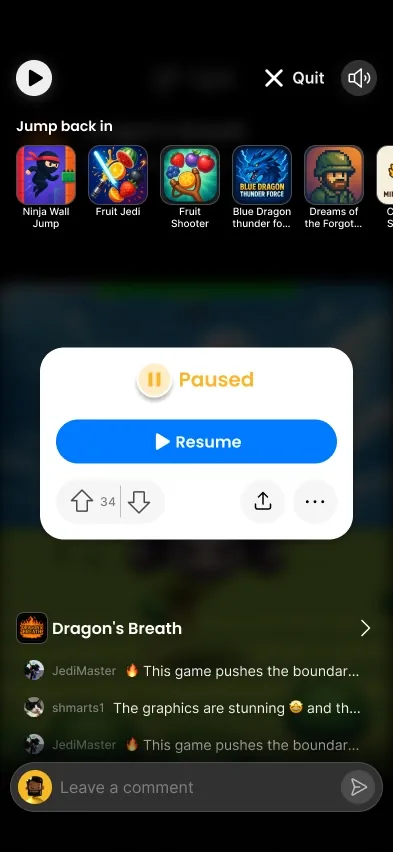 Quit
Jump back in
Ninja Wall
Jump
Fruit Jedi
Fruit
Shooter
BLUE DRAGON
THUNDER FORCE
Blue Dragon
thunder fo...
Dreams of
the Forgot...
Paused
Resume
34
Dragon's Breath
JediMaster 🔥 This game pushes the boundar...
shmarts1 The graphics are stunning 🤩 and th...
JediMaster 🔥 This game pushes the boundar...
Leave a comment